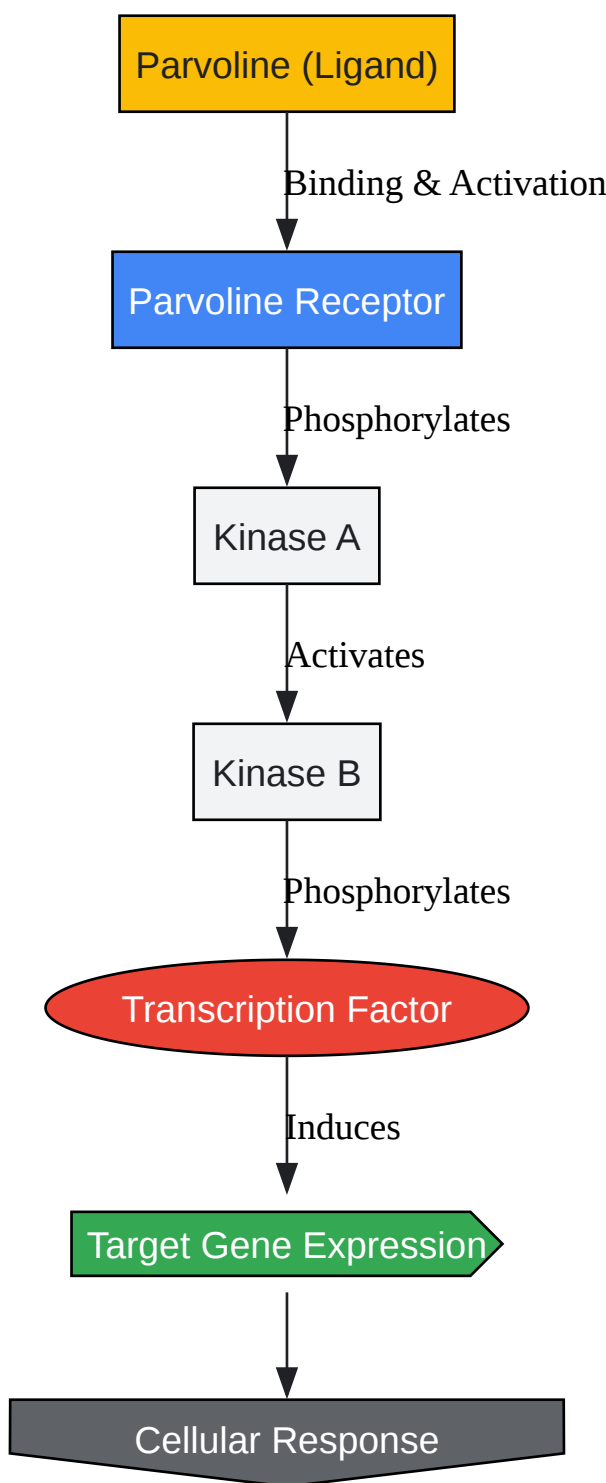 Parvoline (Ligand)
Binding & Activation
Parvoline Receptor
Phosphorylates
Kinase A
Activates
Kinase B
Phosphorylates
Transcription Factor
Induces
Target Gene Expression
Cellular Response